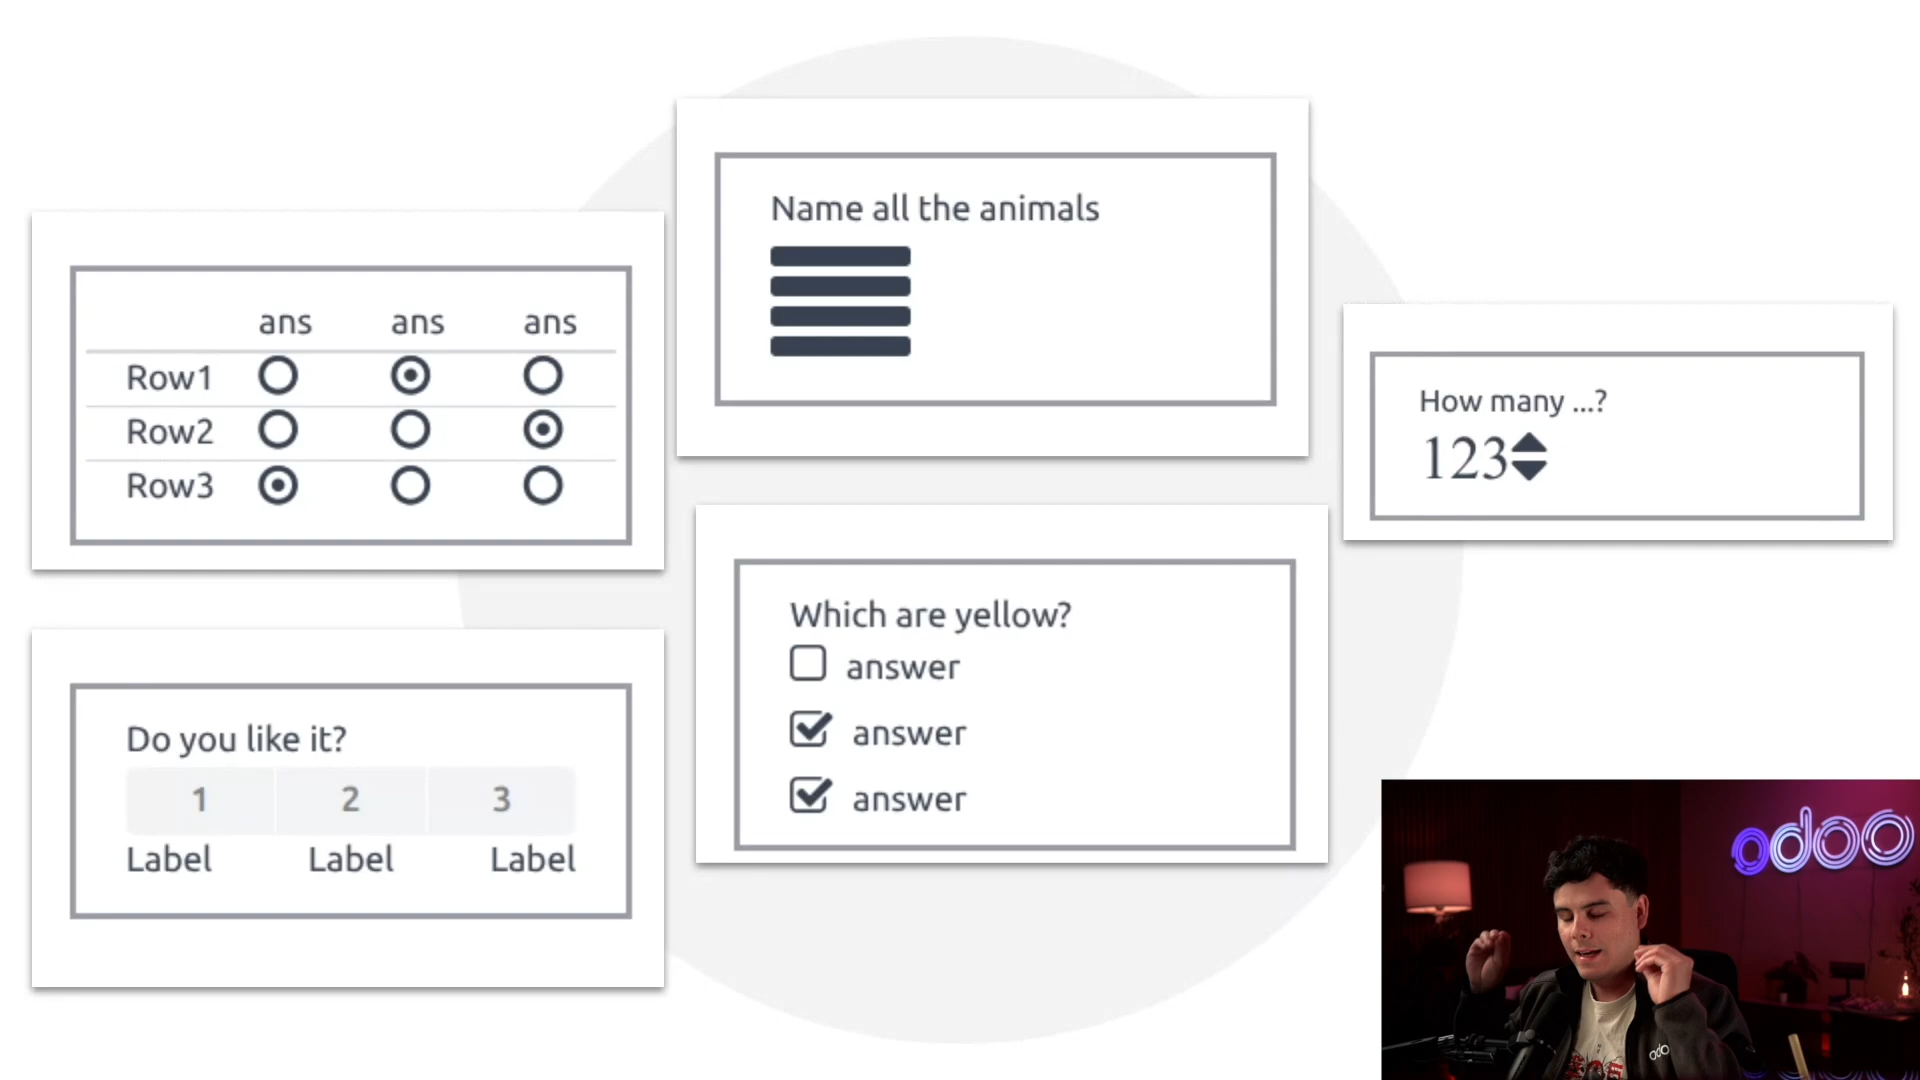 ans ans ans
Row1
Row2
Row3
Name all the animals
How many ...?
123
Do you like it?
1 2 3
Label Label Label
Which are yellow?
answer
answer
answer
odoo
odoo